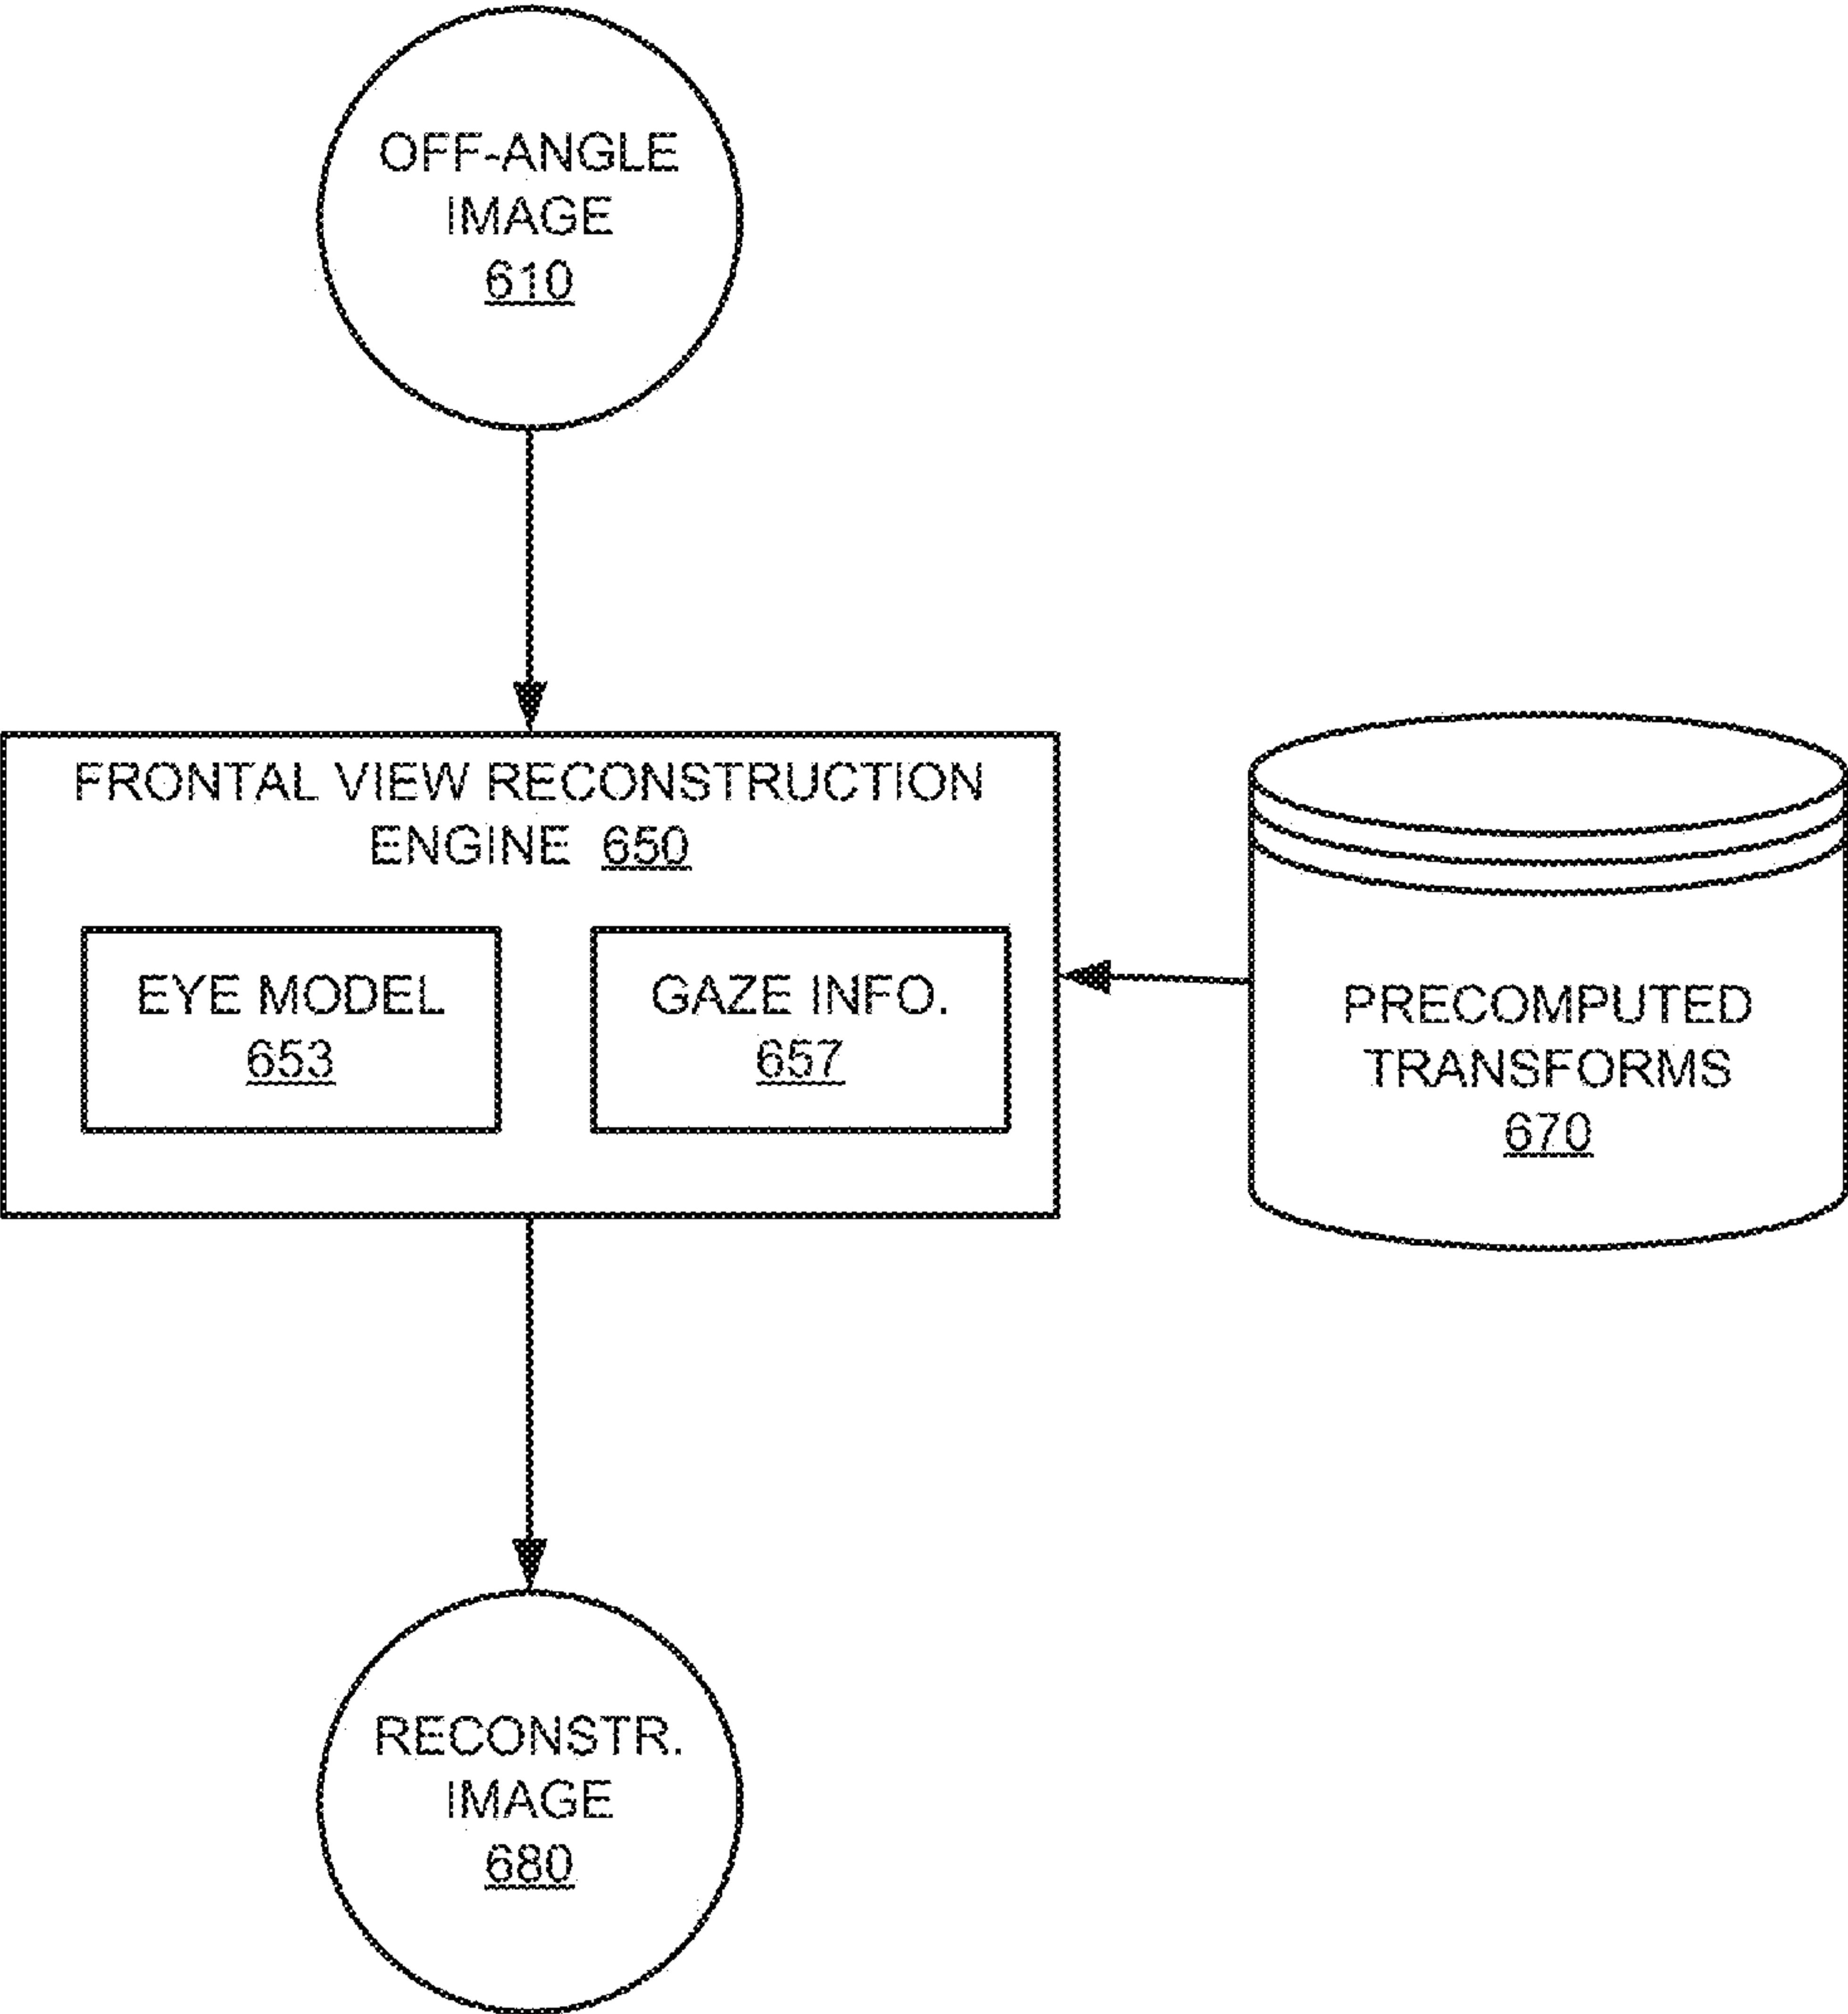 OFF-ANGLE
IMAGE
610
FRONTAL VIEW RECONSTRUCTION
ENGINE 650
EYE MODEL
653
GAZE INFO.
657
PRECOMPUTED
TRANSFORMS
670
RECONSTR.
IMAGE
680